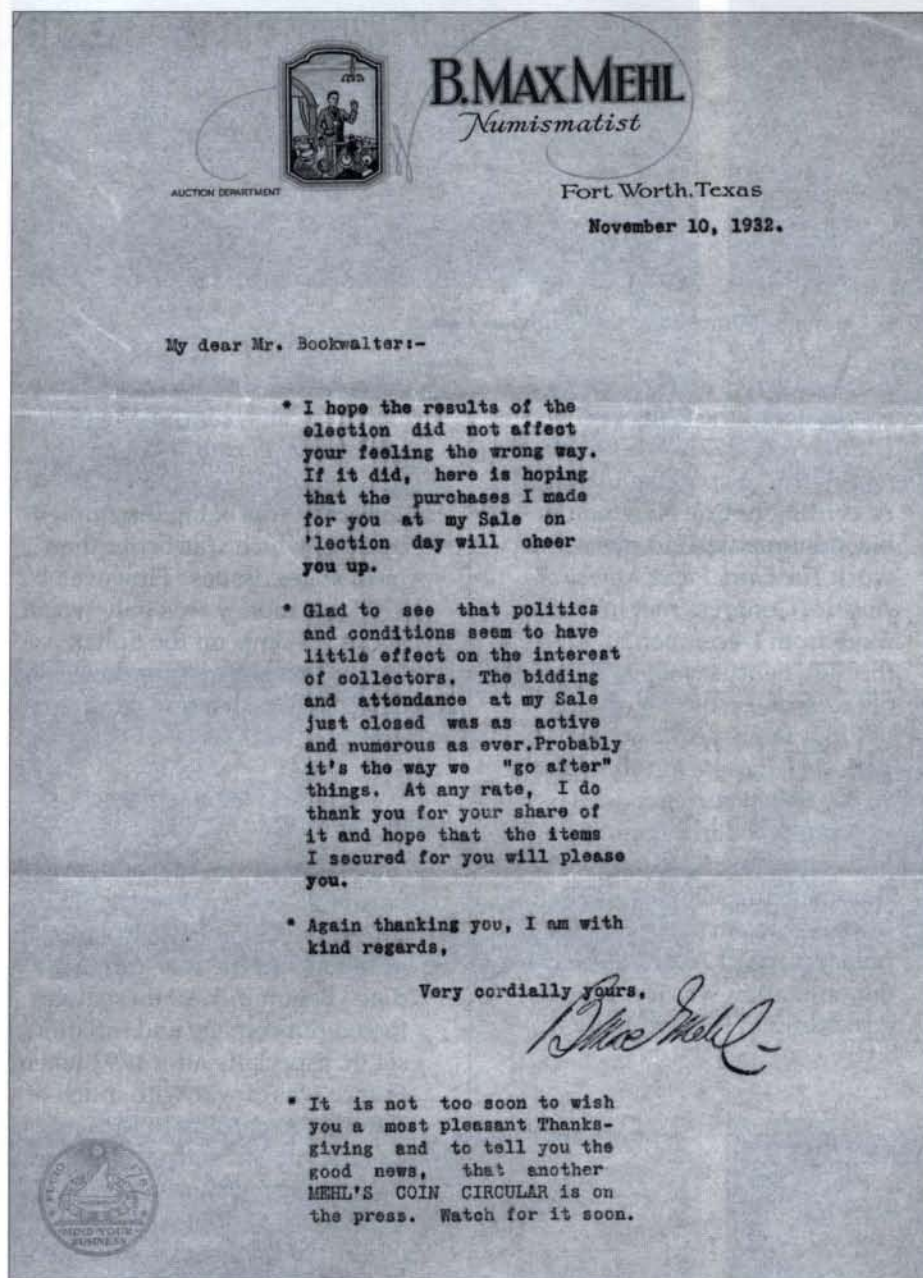 B. MAX MEHL
Numismatist
AUCTION DEPARTMENT
Fort Worth, Texas
November 10, 1932.
My dear Mr. Bookwalter:-
* I hope the results of the
election did not affect
your feeling the wrong way.
If it did, here is hoping
that the purchases I made
for you at my Sale on
'lection day will cheer
you up.
* Glad to see that politics
and conditions seem to have
little effect on the interest
of collectors. The bidding
and attendance at my Sale
just closed was as active
and numerous as ever.Probably
it's the way we "go after"
things. At any rate, I do
thank you for your share of
it and hope that the items
I secured for you will please
you.
* Again thanking you, I am with
kind regards,
Very cordially yours,
B Max Mehl
* It is not too soon to wish
you a most pleasant Thanks-
giving and to tell you the
good news, that another
MEHL'S COIN CIRCULAR is on
the press. Watch for it soon.
FUGIO
MIND YOUR
BUSINESS